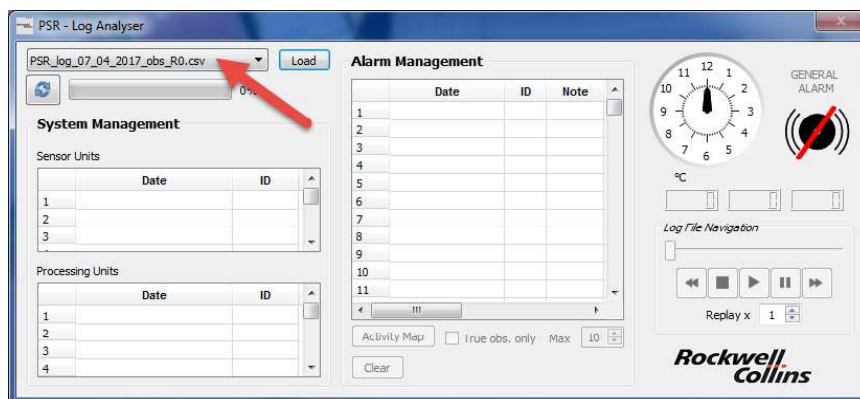 PSR - Log Analyser
PSR_log_07_04_2017_obs_R0.csv
Load
0%
System Management
Sensor Units
Date ID
1
2
3
Processing Units
Date ID
1
2
3
4
Alarm Management
Date ID Note
1
2
3
4
5
6
7
8
9
10
11
Activity Map True obs. only Max 10
Clear
12
1
2
3
4
5
6
7
8
9
10
11
GENERAL
ALARM
°C
0 0 0
Log File Navigation
Replay x 1
Rockwell
Collins